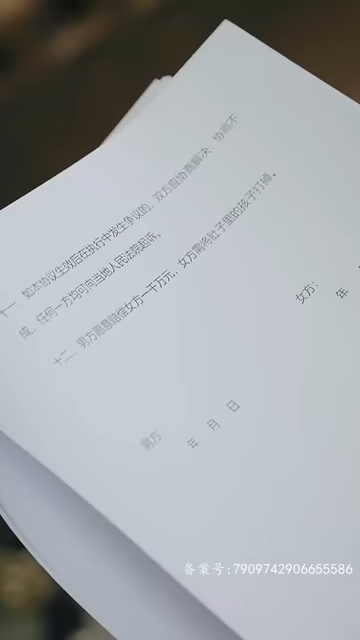 十一、如本协议生效后在执行中发生争议的，双方应协商解决，协商不
成，任何一方均可向当地人民法院起诉。
十二、男方愿意赔偿女方一千万元，女方需将肚子里的孩子打掉。
男方
女方：
年 月 日
年
备案号：7909742906655586